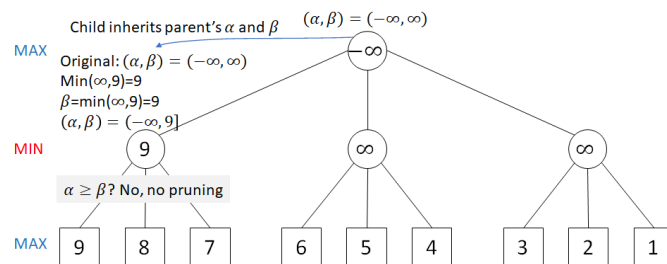 Child inherits parent's α and β
(α, β) = (−∞, ∞)
MAX
−∞
Original: (α, β) = (−∞, ∞)
Min(∞,9)=9
β=min(∞,9)=9
(α, β) = (−∞, 9]
MIN
9
∞
∞
α ≥ β? No, no pruning
MAX
9
8
7
6
5
4
3
2
1